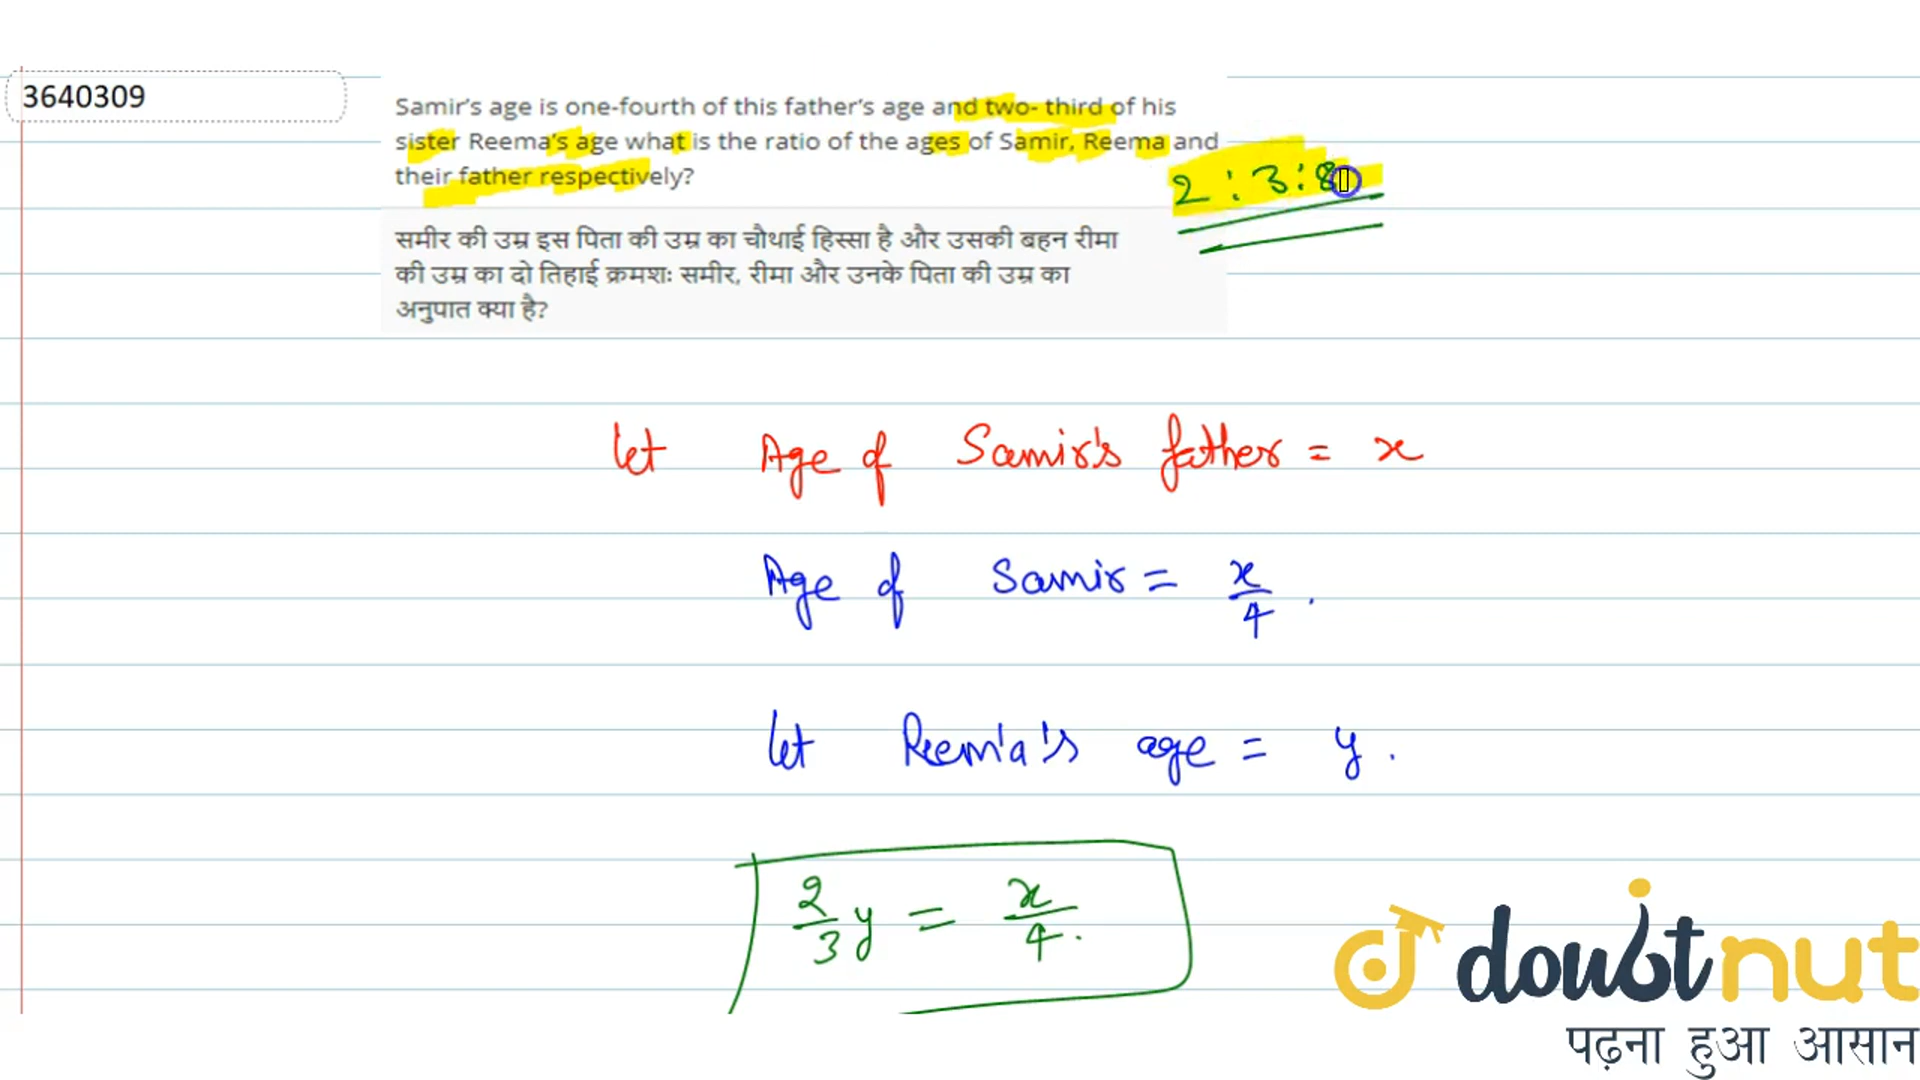 3640309
Samir's age is one-fourth of this father's age and two- third of his
sister Reema's age what is the ratio of the ages of Samir, Reema and
their father respectively?
2 : 3 : 8
समीर की उम्र इस पिता की उम्र का चौथाई हिस्सा है और उसकी बहन रीमा
की उम्र का दो तिहाई क्रमशः समीर, रीमा और उनके पिता की उम्र का
अनुपात क्या है?
let Age of Samir's father = x
Age of Samir = x/4 .
let Reem'a's age = y .
2/3 y = x/4 .
doubtnut
पढ़ना हुआ आसान